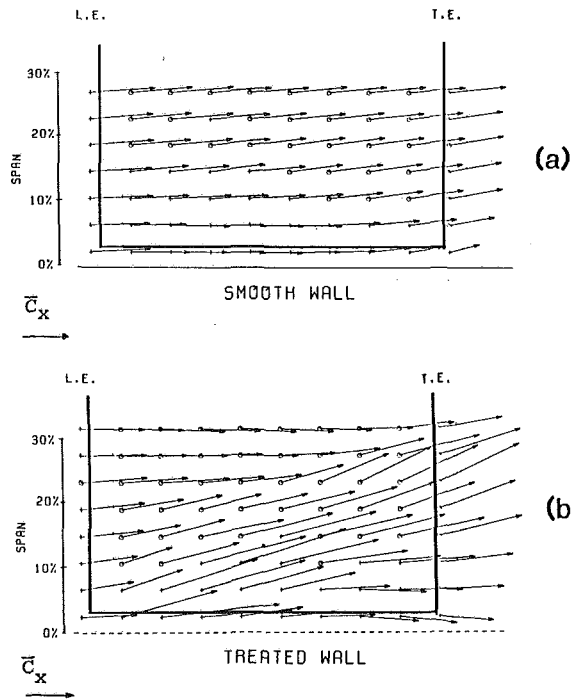 L.E. T.E.
30%
20%
SPAN
10%
0%
(a)
SMOOTH WALL
C̅x
L.E. T.E.
30%
20%
SPAN
10%
0%
(b
TREATED WALL
C̅x